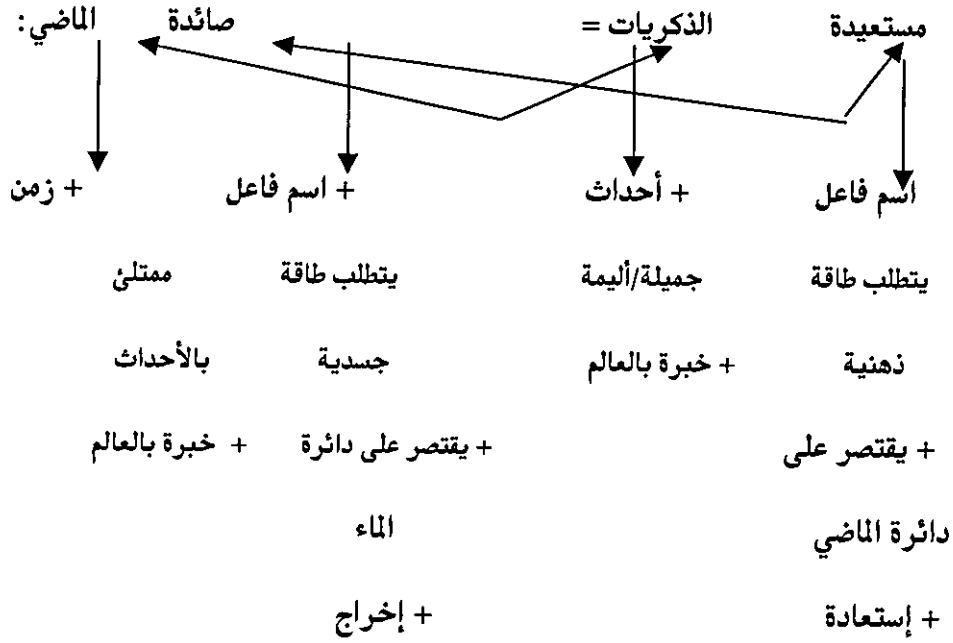 مستعيدة الذكريات = صائدة الماضي:
اسم فاعل + أحداث + اسم فاعل + زمن
يتطلب طاقة جميلة/أليمة يتطلب طاقة ممتلئ
ذهنية + خبرة بالعالم جسدية بالأحداث
+ يقتصر على + يقتصر على دائرة + خبرة بالعالم
دائرة الماضي الماء
+ إستعادة + إخراج